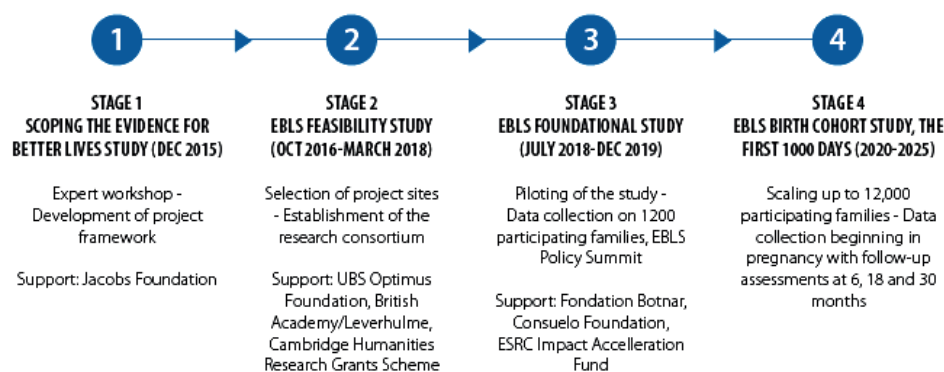 1
2
3
4
STAGE 1
SCOPING THE EVIDENCE FOR
BETTER LIVES STUDY (DEC 2015)
Expert workshop -
Development of project
framework
Support: Jacobs Foundation
STAGE 2
EBLS FEASIBILITY STUDY
(OCT 2016-MARCH 2018)
Selection of project sites
- Establishment of the
research consortium
Support: UBS Optimus
Foundation, British
Academy/Leverhulme,
Cambridge Humanities
Research Grants Scheme
STAGE 3
EBLS FOUNDATIONAL STUDY
(JULY 2018-DEC 2019)
Piloting of the study -
Data collection on 1200
participating families, EBLS
Policy Summit
Support: Fondation Botnar,
Consuelo Foundation,
ESRC Impact Accelleration
Fund
STAGE 4
EBLS BIRTH COHORT STUDY, THE
FIRST 1000 DAYS (2020-2025)
Scaling up to 12,000
participating families - Data
collection beginning in
pregnancy with follow-up
assessments at 6, 18 and 30
months